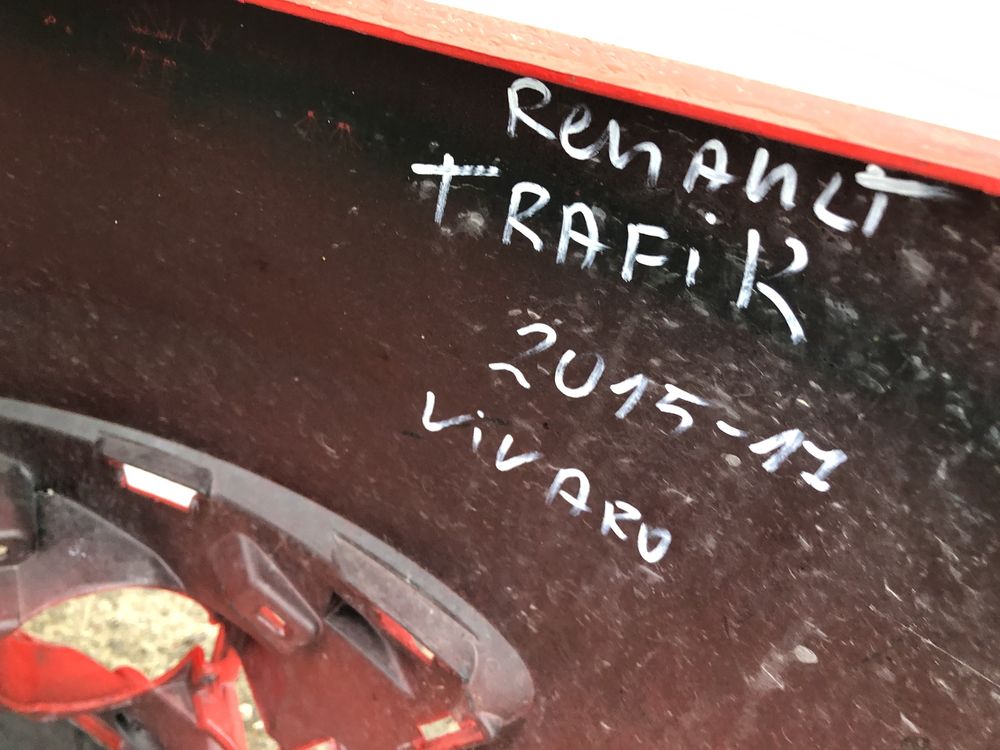 RenAuLT
TRAFiK
2015-17
ViVARO